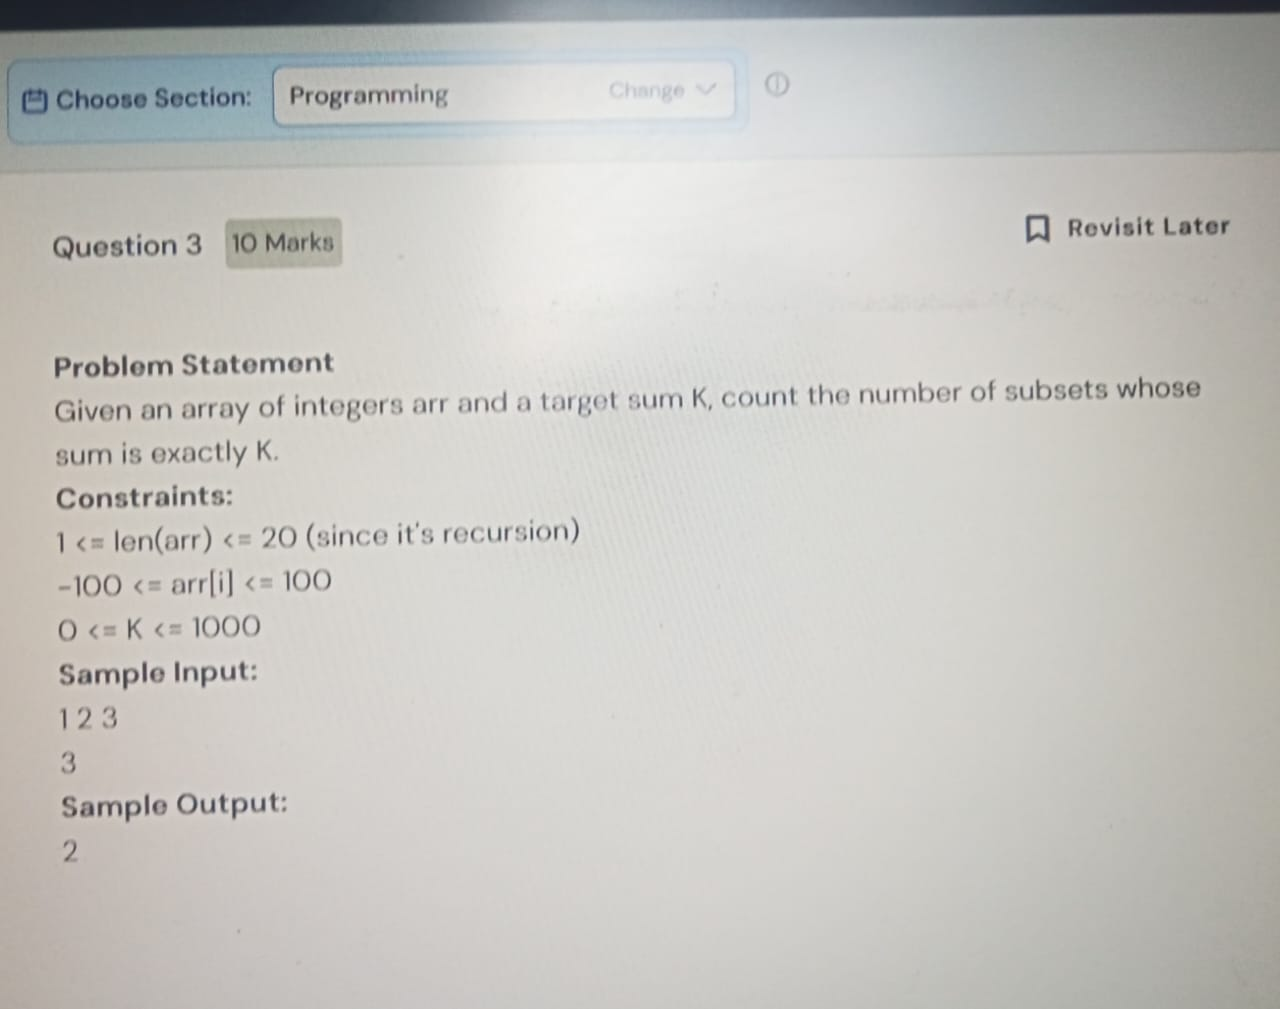 Choose Section: Programming Change
Question 3 10 Marks Revisit Later
Problem Statement
Given an array of integers arr and a target sum K, count the number of subsets whose
sum is exactly K.
Constraints:
1 <= len(arr) <= 20 (since it's recursion)
-100 <= arr[i] <= 100
0 <= K <= 1000
Sample Input:
1 2 3
3
Sample Output:
2